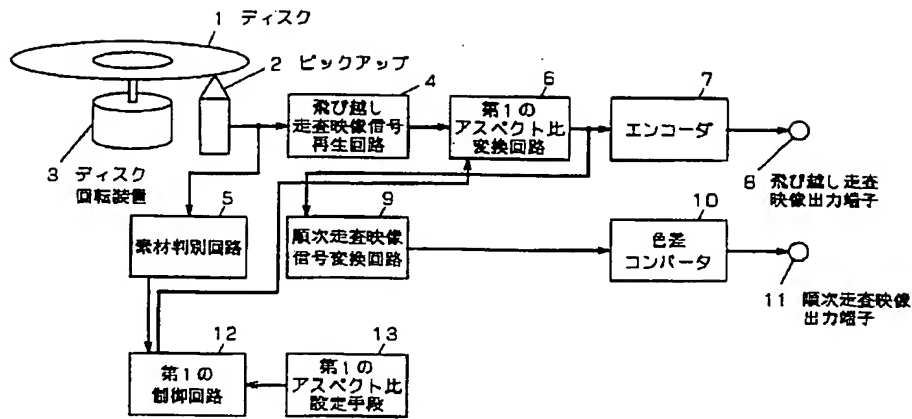 1 ディスク
2 ピックアップ
3 ディスク
回転装置
4
飛び越し
走査映像信号
再生回路
6
第1の
アスペクト比
変換回路
7
エンコーダ
8 飛び越し走査
映像出力端子
5
素材判別回路
9
順次走査映像
信号変換回路
10
色差
コンバータ
11 順次走査映像
出力端子
12
第1の
制御回路
13
第1の
アスペクト比
設定手段